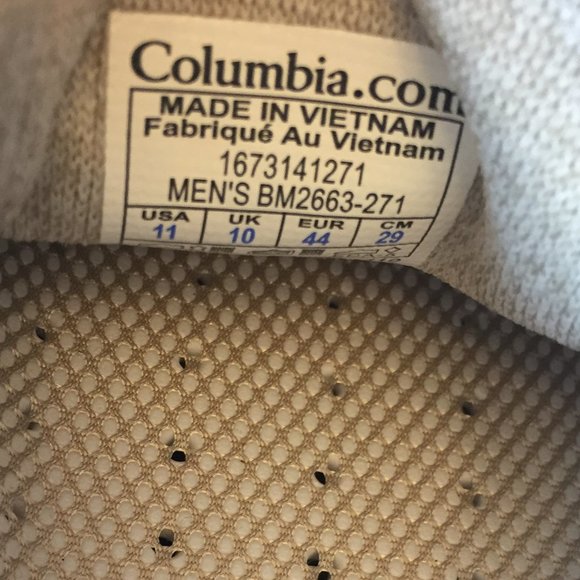 Columbia.com
MADE IN VIETNAM
Fabriqué Au Vietnam
1673141271
MEN'S BM2663-271
USA UK EUR CM
11 10 44 29